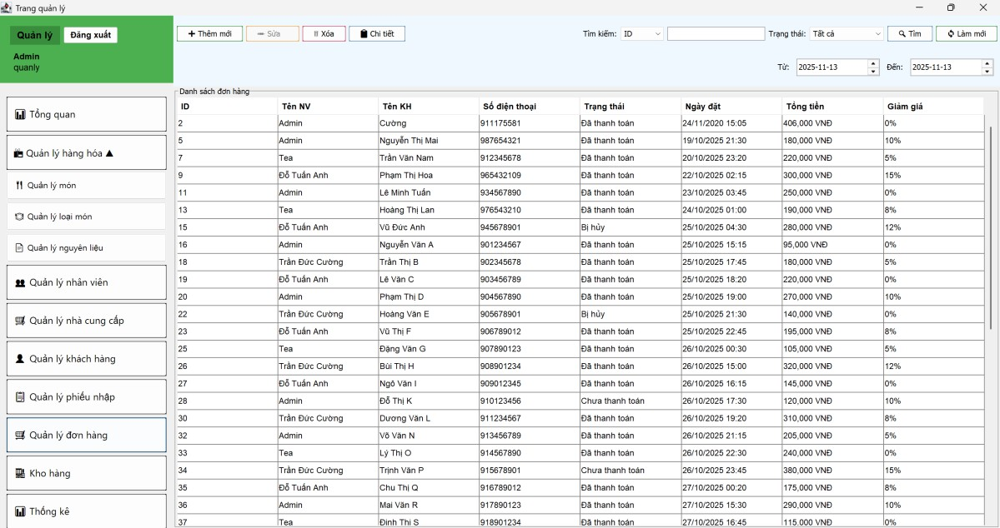 Trang quản lý
Quản lý Đăng xuất
Admin
quanly
Thêm mới Sửa Xóa Chi tiết Tìm kiếm: ID Trạng thái: Tất cả Tìm Làm mới
Từ: 2025-11-13 Đến: 2025-11-13
Tổng quan
Quản lý hàng hóa ▲
Quản lý món
Quản lý loại món
Quản lý nguyên liệu
Quản lý nhân viên
Quản lý nhà cung cấp
Quản lý khách hàng
Quản lý phiếu nhập
Quản lý đơn hàng
Kho hàng
Thống kê
Danh sách đơn hàng
ID Tên NV Tên KH Số điện thoại Trạng thái Ngày đặt Tổng tiền Giảm giá
2 Admin Cường 911175581 Đã thanh toán 24/11/2020 15:05 406,000 VNĐ 0%
5 Admin Nguyễn Thị Mai 987654321 Đã thanh toán 19/10/2025 21:30 180,000 VNĐ 10%
7 Tea Trần Văn Nam 912345678 Đã thanh toán 20/10/2025 23:20 220,000 VNĐ 5%
9 Đỗ Tuấn Anh Phạm Thị Hoa 965432109 Đã thanh toán 22/10/2025 02:15 300,000 VNĐ 15%
11 Admin Lê Minh Tuấn 934567890 Đã thanh toán 23/10/2025 03:45 250,000 VNĐ 0%
13 Tea Hoàng Thị Lan 976543210 Đã thanh toán 24/10/2025 01:00 190,000 VNĐ 8%
15 Đỗ Tuấn Anh Vũ Đức Anh 945678901 Bị hủy 25/10/2025 04:30 280,000 VNĐ 12%
16 Admin Nguyễn Văn A 901234567 Đã thanh toán 25/10/2025 15:15 95,000 VNĐ 0%
18 Trần Đức Cường Trần Thị B 902345678 Đã thanh toán 25/10/2025 17:45 180,000 VNĐ 5%
19 Đỗ Tuấn Anh Lê Văn C 903456789 Đã thanh toán 25/10/2025 18:20 220,000 VNĐ 0%
20 Admin Phạm Thị D 904567890 Đã thanh toán 25/10/2025 19:00 270,000 VNĐ 10%
22 Trần Đức Cường Hoàng Văn E 905678901 Bị hủy 25/10/2025 21:30 140,000 VNĐ 0%
23 Đỗ Tuấn Anh Vũ Thị F 906789012 Đã thanh toán 25/10/2025 22:45 195,000 VNĐ 8%
25 Tea Đặng Văn G 907890123 Đã thanh toán 26/10/2025 00:30 105,000 VNĐ 5%
26 Trần Đức Cường Bùi Thị H 908901234 Đã thanh toán 26/10/2025 15:00 320,000 VNĐ 12%
27 Đỗ Tuấn Anh Ngô Văn I 909012345 Đã thanh toán 26/10/2025 16:15 145,000 VNĐ 0%
28 Admin Đỗ Thị K 910123456 Chưa thanh toán 26/10/2025 17:30 120,000 VNĐ 10%
30 Trần Đức Cường Dương Văn L 911234567 Đã thanh toán 26/10/2025 19:20 310,000 VNĐ 8%
32 Admin Võ Văn N 913456789 Đã thanh toán 26/10/2025 21:15 205,000 VNĐ 5%
33 Tea Lý Thị O 914567890 Đã thanh toán 26/10/2025 22:30 240,000 VNĐ 0%
34 Trần Đức Cường Trịnh Văn P 915678901 Chưa thanh toán 26/10/2025 23:45 380,000 VNĐ 15%
35 Đỗ Tuấn Anh Chu Thị Q 916789012 Đã thanh toán 27/10/2025 00:20 175,000 VNĐ 8%
36 Admin Mai Văn R 917890123 Đã thanh toán 27/10/2025 15:30 290,000 VNĐ 10%
37 Tea Đinh Thị S 918901234 Đã thanh toán 27/10/2025 16:45 115,000 VNĐ 0%